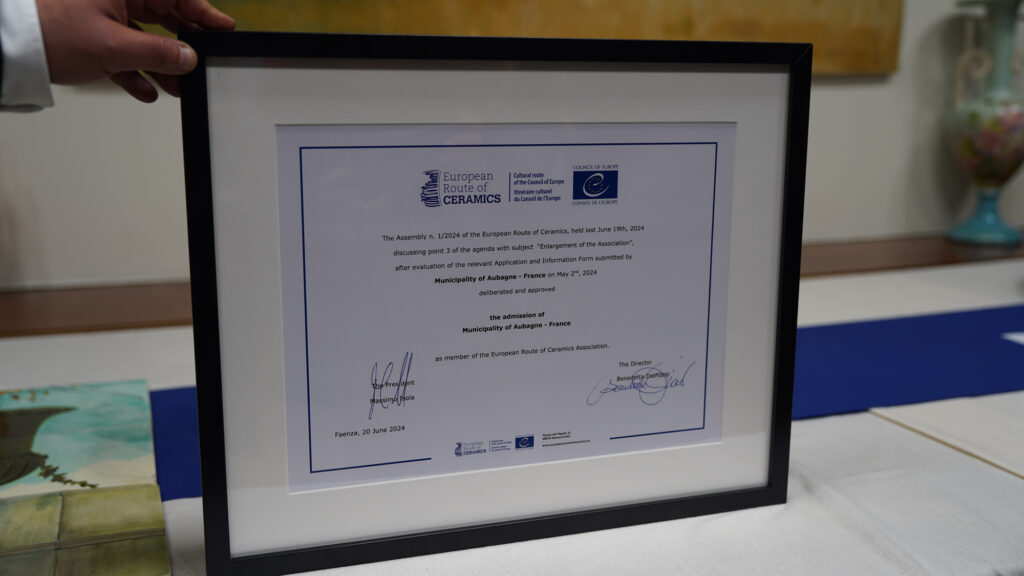 European
Route of
CERAMICS
Cultural route
of the Council of Europe
Itinéraire culturel
du Conseil de l'Europe
COUNCIL OF EUROPE
CONSEIL DE L'EUROPE
The Assembly n. 1/2024 of the European Route of Ceramics, held last June 19th, 2024
discussing point 3 of the agenda with subject "Enlargement of the Association",
after evaluation of the relevant Application and Information Form submitted by
Municipality of Aubagne - France on May 2nd, 2024
deliberated and approved
the admission of
Municipality of Aubagne - France
as member of the European Route of Ceramics Association.
The President
Massimo Isola
The Director
Benedetta Diamanti
Faenza, 20 June 2024
European
Route of
CERAMICS